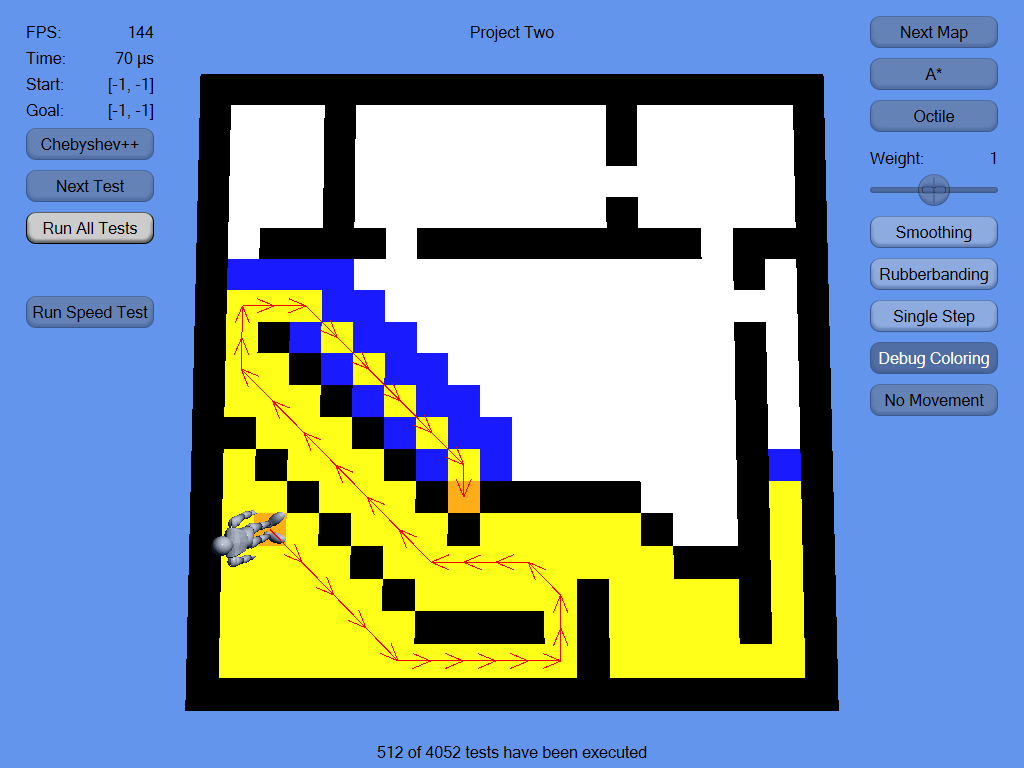 FPS: 144
Time: 70 µs
Start: [-1, -1]
Goal: [-1, -1]
Chebyshev++
Next Test
Run All Tests
Run Speed Test
Project Two
Next Map
A*
Octile
Weight: 1
Smoothing
Rubberbanding
Single Step
Debug Coloring
No Movement
512 of 4052 tests have been executed